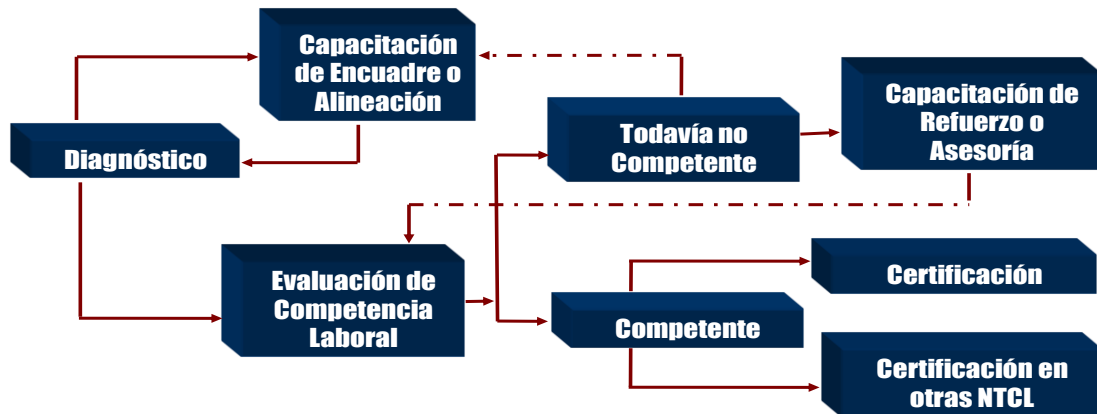 Capacitación
de Encuadre o
Alineación
Diagnóstico
Todavía no
Competente
Capacitación de
Refuerzo o
Asesoría
Evaluación de
Competencia
Laboral
Competente
Certificación
Certificación en
otras NTCL